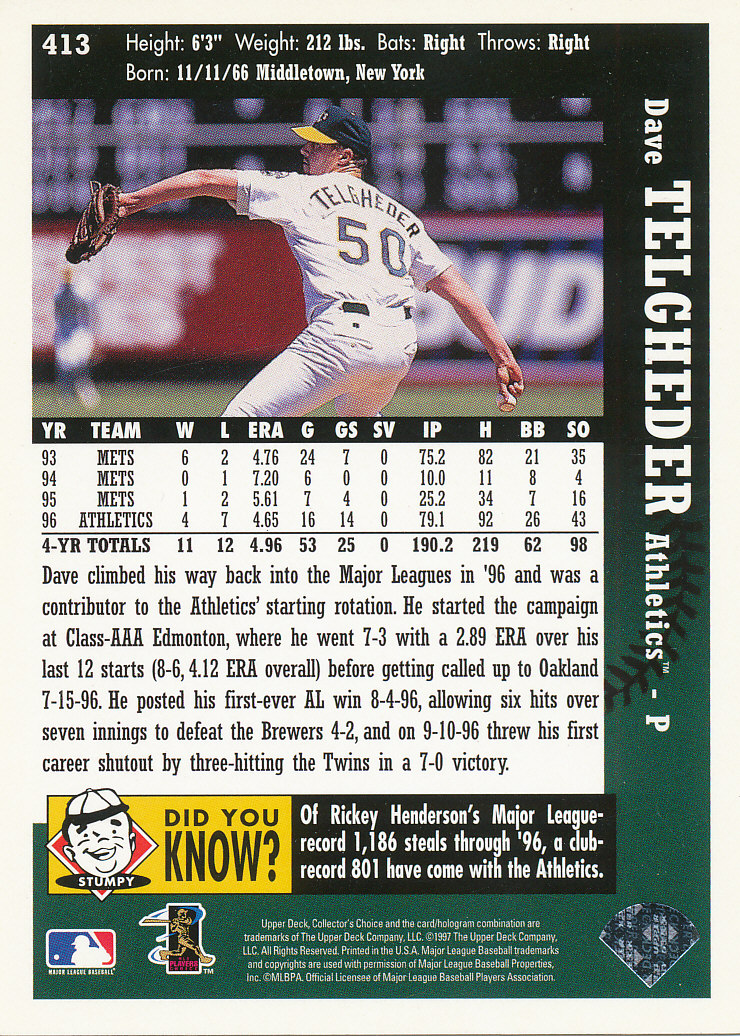 413 Height: 6'3" Weight: 212 lbs. Bats: Right Throws: Right
Born: 11/11/66 Middletown, New York
Dave TELGHEDER Athletics™ - P
TELGHEDER
50
YR TEAM W L ERA G GS SV IP H BB SO
93 METS 6 2 4.76 24 7 0 75.2 82 21 35
94 METS 0 1 7.20 6 0 0 10.0 11 8 4
95 METS 1 2 5.61 7 4 0 25.2 34 7 16
96 ATHLETICS 4 7 4.65 16 14 0 79.1 92 26 43
4-YR TOTALS 11 12 4.96 53 25 0 190.2 219 62 98
Dave climbed his way back into the Major Leagues in '96 and was a
contributor to the Athletics' starting rotation. He started the campaign
at Class-AAA Edmonton, where he went 7-3 with a 2.89 ERA over his
last 12 starts (8-6, 4.12 ERA overall) before getting called up to Oakland
7-15-96. He posted his first-ever AL win 8-4-96, allowing six hits over
seven innings to defeat the Brewers 4-2, and on 9-10-96 threw his first
career shutout by three-hitting the Twins in a 7-0 victory.
STUMPY
DID YOU
KNOW?
Of Rickey Henderson's Major League-
record 1,186 steals through '96, a club-
record 801 have come with the Athletics.
MAJOR LEAGUE BASEBALL
PLAYERS
TM
Upper Deck, Collector's Choice and the card/hologram combination are
trademarks of The Upper Deck Company, LLC. ©1997 The Upper Deck Company,
LLC. All Rights Reserved. Printed in the U.S.A. Major League Baseball trademarks
and copyrights are used with permission of Major League Baseball Properties,
Inc. ©MLBPA. Official Licensee of Major League Baseball Players Association.